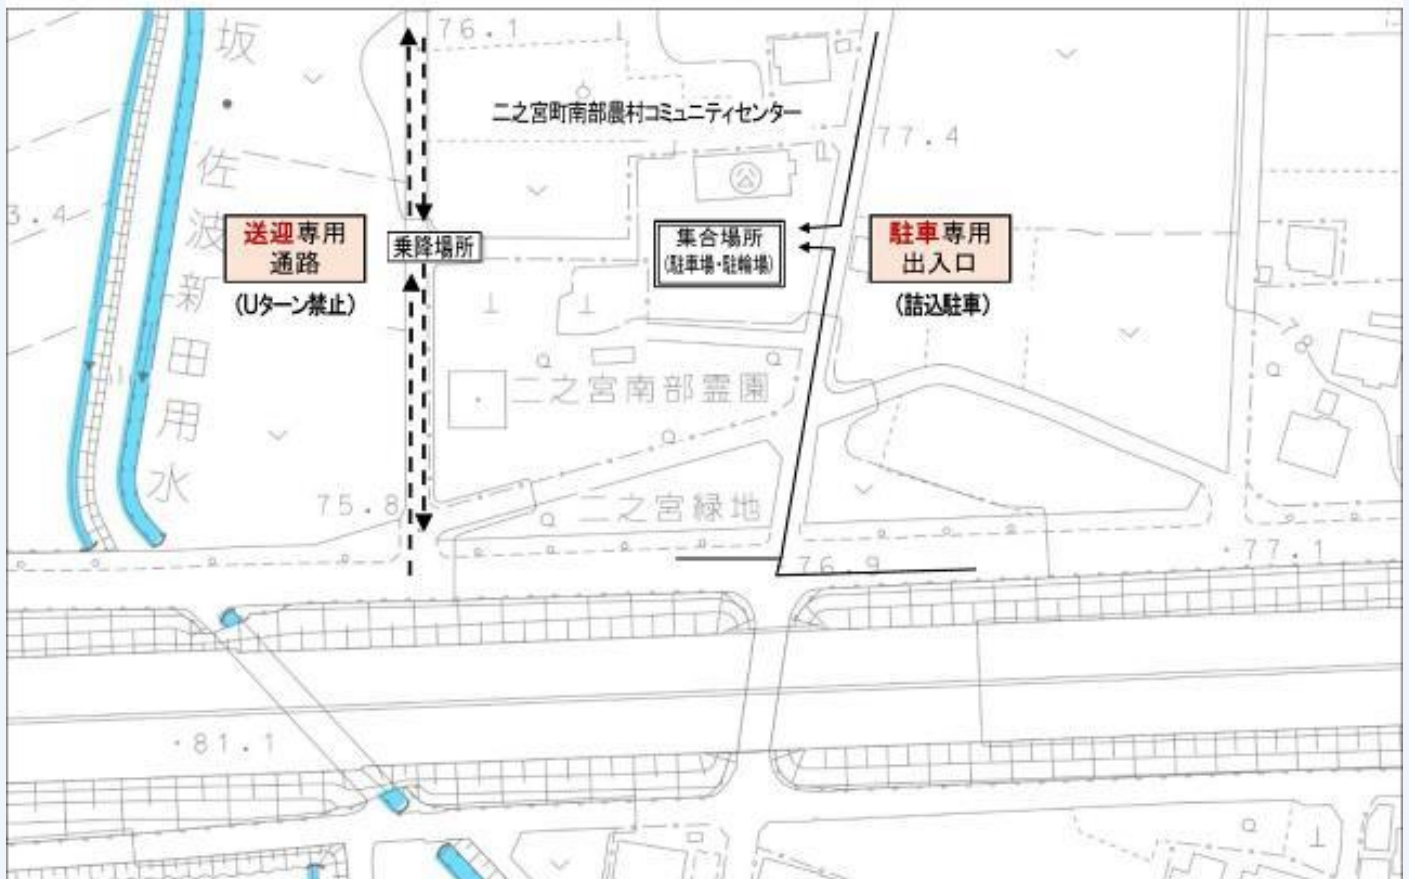 76.1
坂
二之宮町南部農村コミュニティセンター
77.4
佐波新田用水
3.4
送迎専用
通路
(Uターン禁止)
乗降場所
集合場所
(駐車場・駐輪場)
駐車専用
出入口
(詰込駐車)
二之宮南部霊園
75.8
二之宮緑地
76.9
77.1
81.1